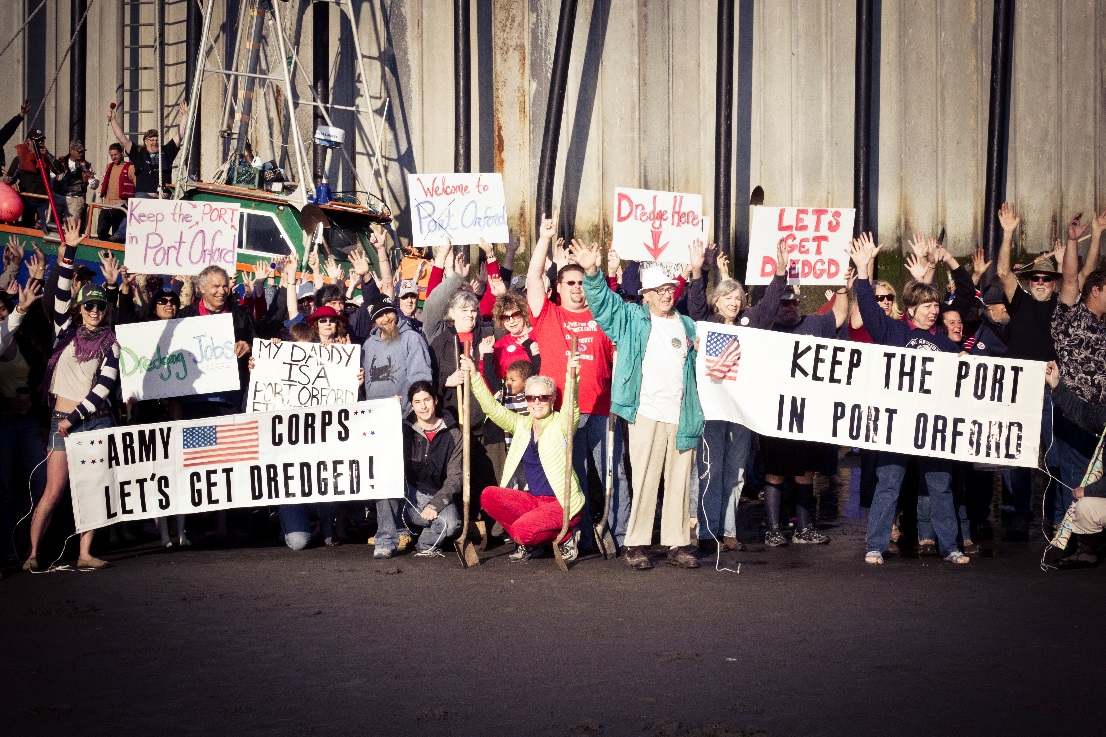 Keep the PORT
in Port Orford
Welcome to
Port Orford
Dredge Here
LETS
GET
DREDGD
Dredging Jobs
MY DADDY
IS A
PORT ORFORD
ARMY CORPS
LET'S GET DREDGED!
KEEP THE PORT
IN PORT ORFORD